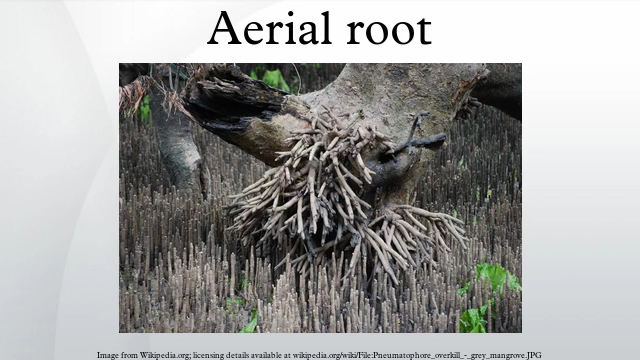 Aerial root
Image from Wikipedia.org; licensing details available at wikipedia.org/wiki/File:Pneumatophore_overkill_-_grey_mangrove.JPG